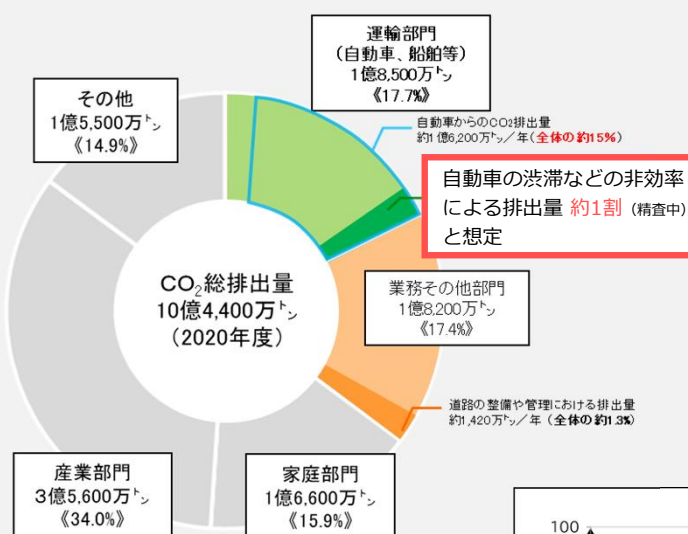 運輸部門
(自動車、船舶等)
1億8,500万㌧
《17.7%》
その他
1億5,500万㌧
《14.9%》
自動車からのCO2排出量
約1億6,200万㌧/年(全体の約15%)
自動車の渋滞などの非効率
による排出量 約1割 (精査中)
と想定
CO₂総排出量
10億4,400万㌧
(2020年度)
業務その他部門
1億8,200万㌧
《17.4%》
道路の整備や管理における排出量
約1,420万㌧/年 (全体の約1.3%)
産業部門
3億5,600万㌧
《34.0%》
家庭部門
1億6,600万㌧
《15.9%》
100